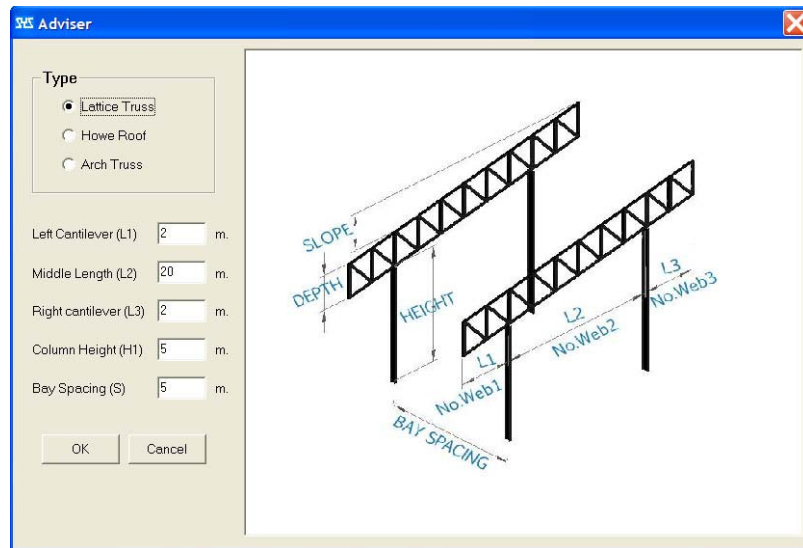 SYS Adviser
Type
Lattice Truss
Howe Roof
Arch Truss
Left Cantilever (L1) 2 m.
Middle Length (L2) 20 m.
Right cantilever (L3) 2 m.
Column Height (H1) 5 m.
Bay Spacing (S) 5 m.
OK Cancel
SLOPE
DEPTH
HEIGHT
L1
No.Web1
L2
No.Web2
L3
No.Web3
BAY SPACING